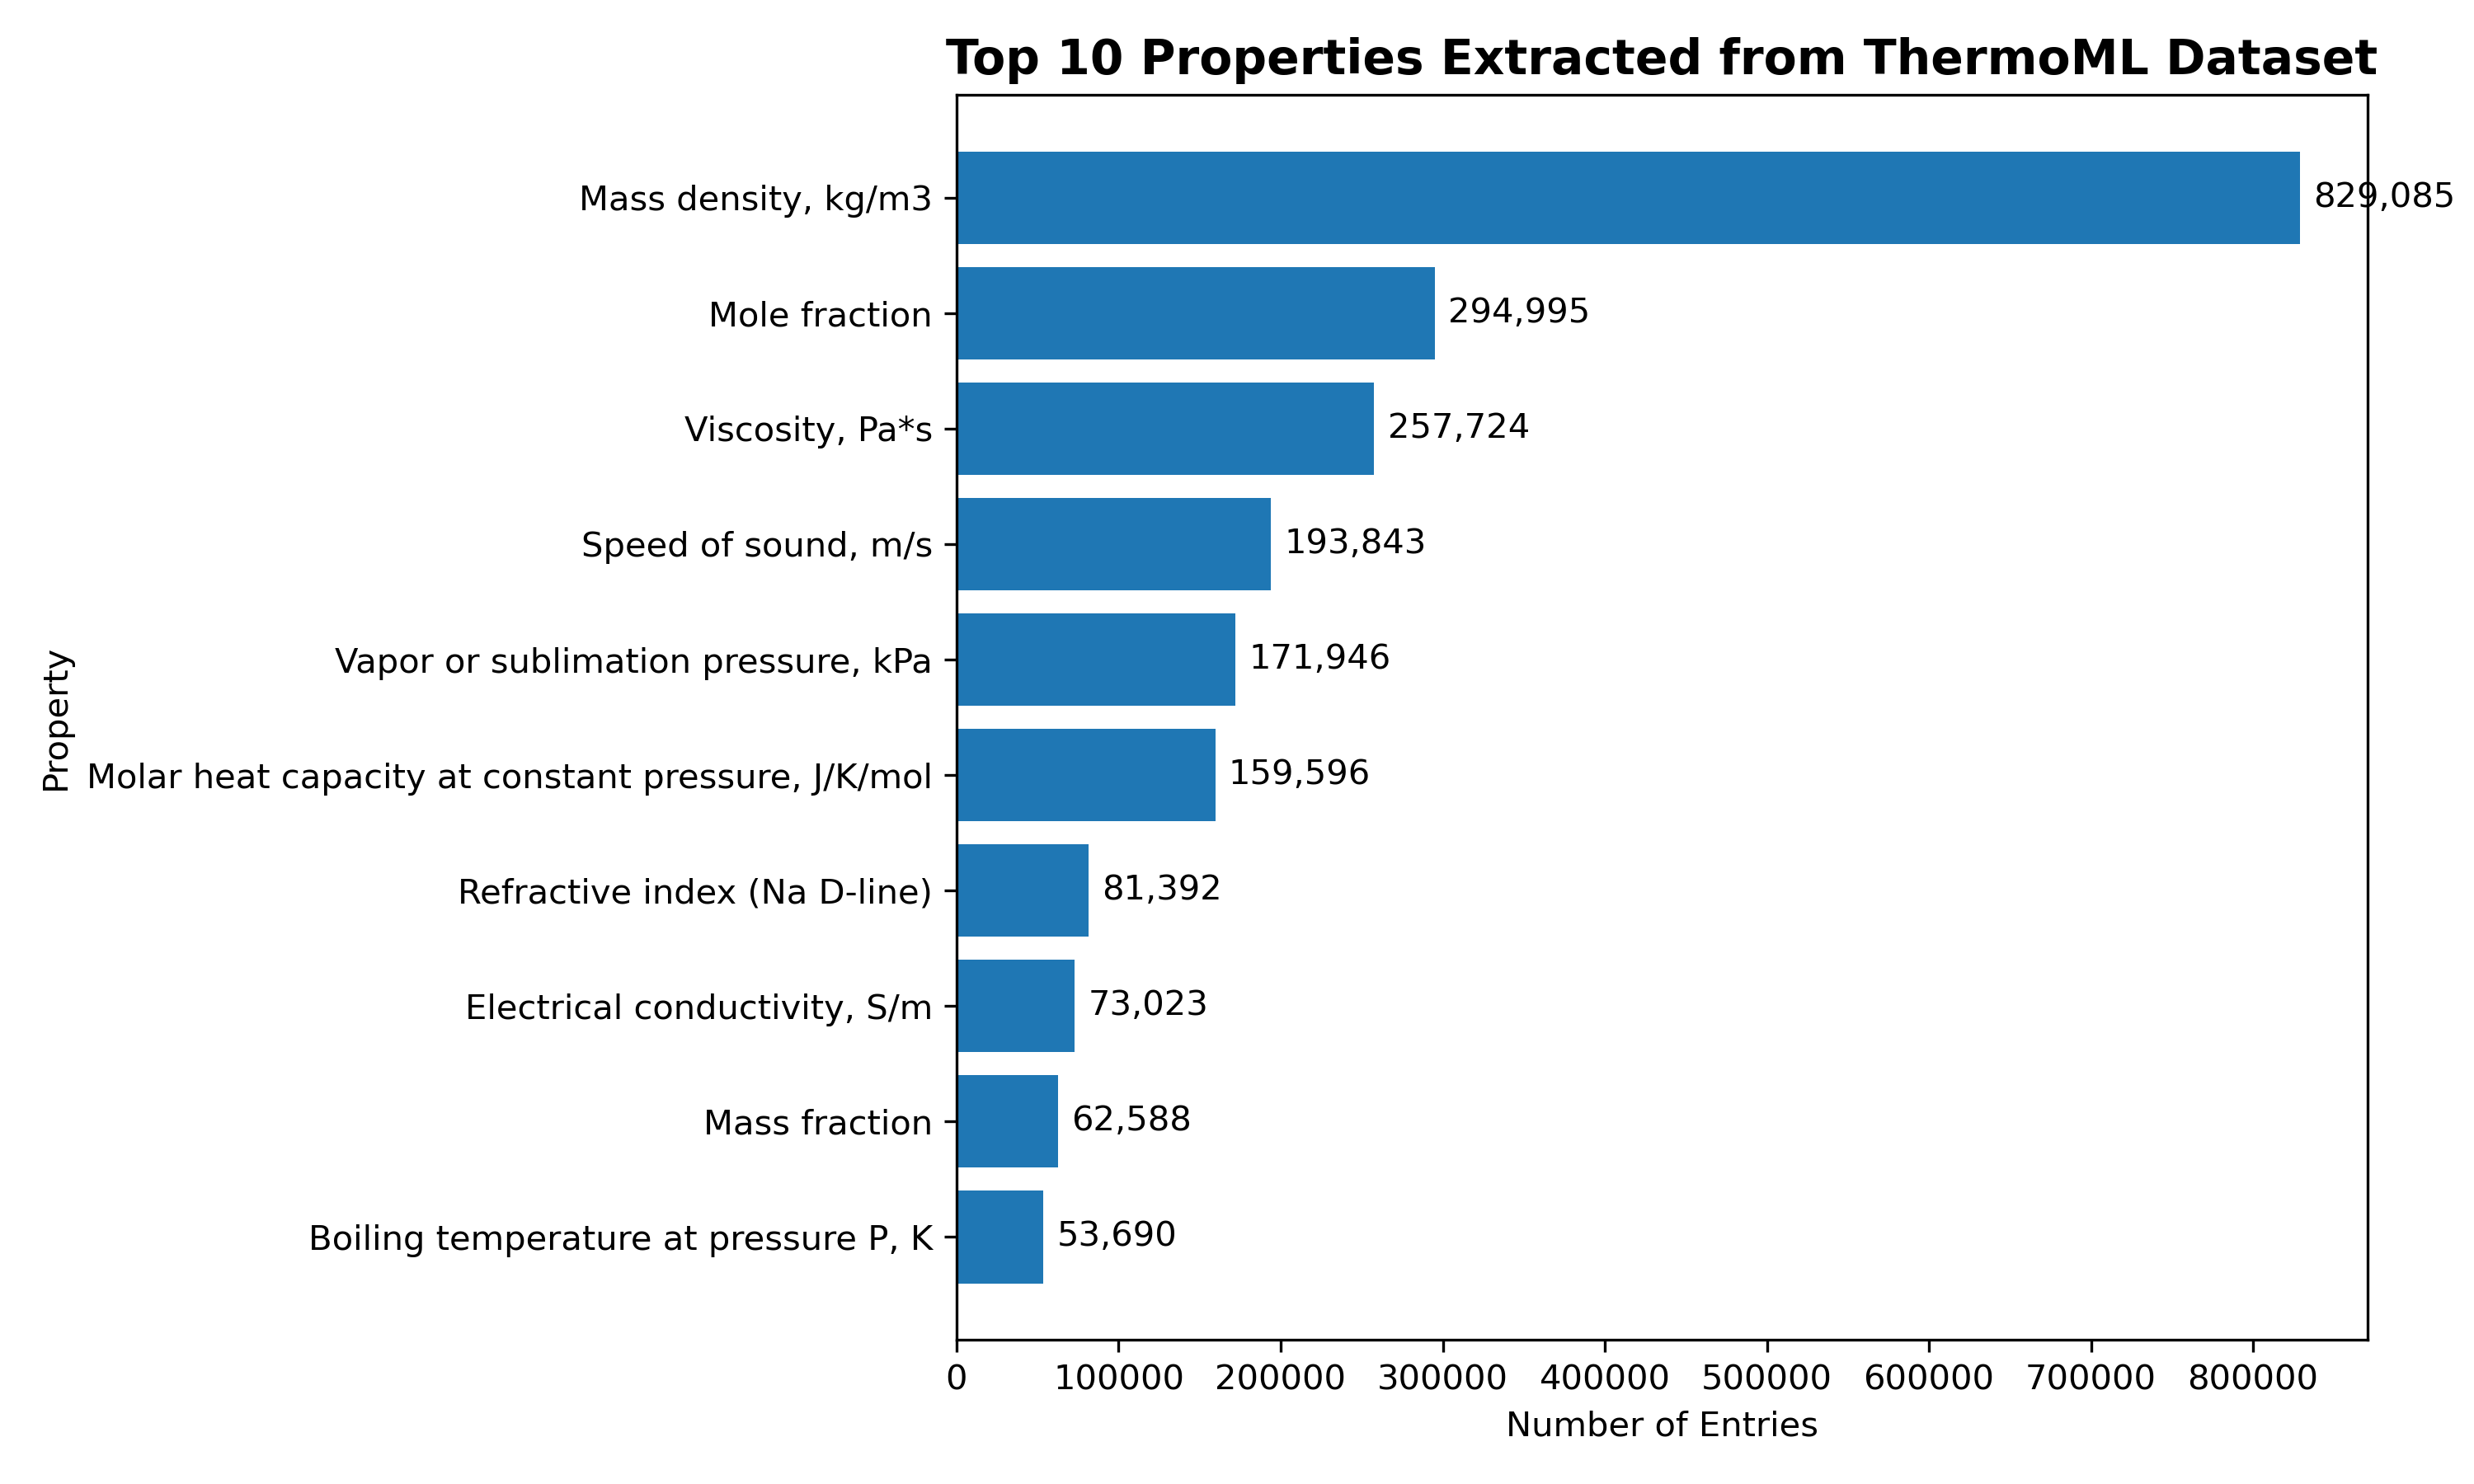 Top 10 Properties Extracted from ThermoML Dataset
Property
Mass density, kg/m3
829,085
Mole fraction
294,995
Viscosity, Pa*s
257,724
Speed of sound, m/s
193,843
Vapor or sublimation pressure, kPa
171,946
Molar heat capacity at constant pressure, J/K/mol
159,596
Refractive index (Na D-line)
81,392
Electrical conductivity, S/m
73,023
Mass fraction
62,588
Boiling temperature at pressure P, K
53,690
0 100000 200000 300000 400000 500000 600000 700000 800000
Number of Entries